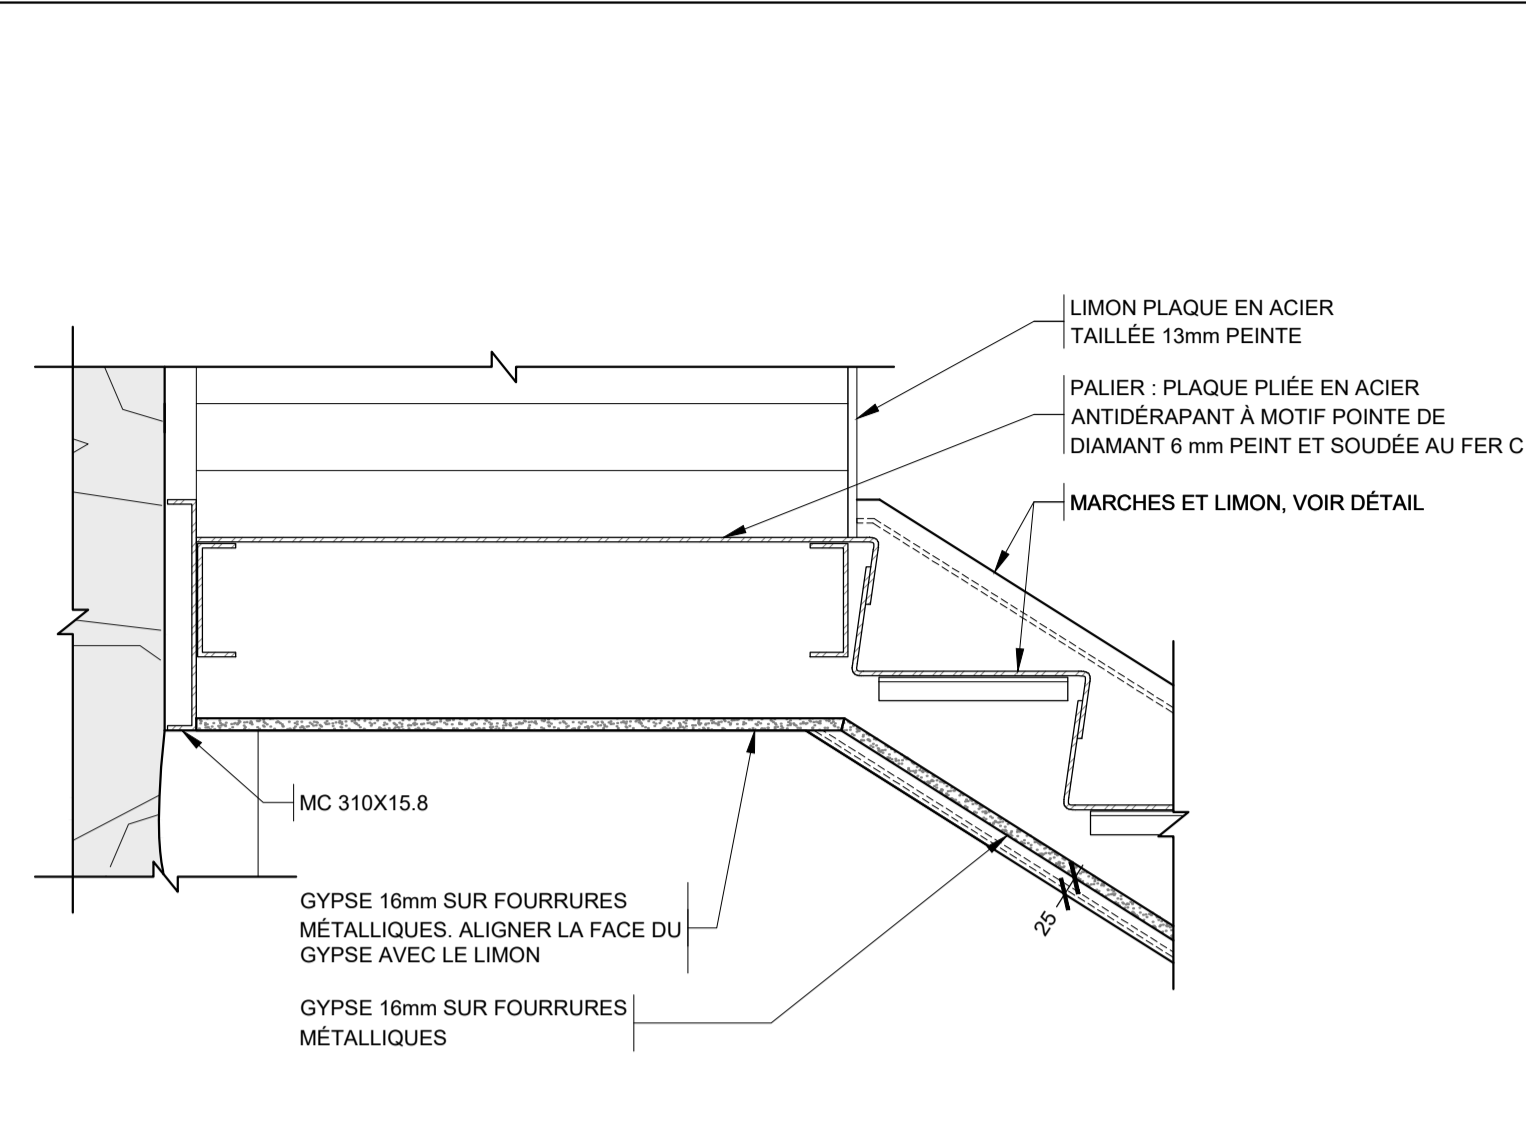 LIMON PLAQUE EN ACIER
TAILLÉE 13mm PEINTE
PALIER : PLAQUE PLIÉE EN ACIER
ANTIDÉRAPANT À MOTIF POINTE DE
DIAMANT 6 mm PEINT ET SOUDÉE AU FER C
MARCHES ET LIMON, VOIR DÉTAIL
MC 310X15.8
GYPSE 16mm SUR FOURRURES
MÉTALLIQUES. ALIGNER LA FACE DU
GYPSE AVEC LE LIMON
25
GYPSE 16mm SUR FOURRURES
MÉTALLIQUES